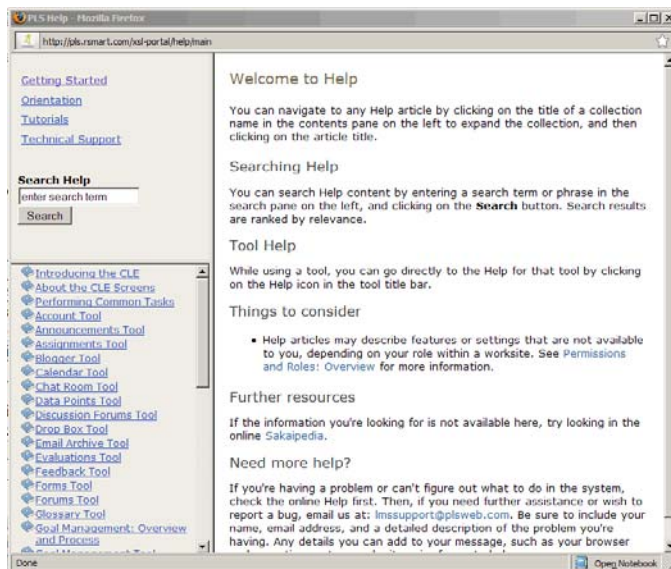 PLS Help - Mozilla Firefox
http://pls.rsmart.com/xsl-portal/help/main
Getting Started
Orientation
Tutorials
Technical Support
Search Help
enter search term
Search
Introducing the CLE
About the CLE Screens
Performing Common Tasks
Account Tool
Announcements Tool
Assignments Tool
Blogger Tool
Calendar Tool
Chat Room Tool
Data Points Tool
Discussion Forums Tool
Drop Box Tool
Email Archive Tool
Evaluations Tool
Feedback Tool
Forms Tool
Forums Tool
Glossary Tool
Goal Management: Overview
and Process
Welcome to Help
You can navigate to any Help article by clicking on the title of a collection
name in the contents pane on the left to expand the collection, and then
clicking on the article title.
Searching Help
You can search Help content by entering a search term or phrase in the
search pane on the left, and clicking on the Search button. Search results
are ranked by relevance.
Tool Help
While using a tool, you can go directly to the Help for that tool by clicking
on the Help icon in the tool title bar.
Things to consider
• Help articles may describe features or settings that are not available
to you, depending on your role within a worksite. See Permissions
and Roles: Overview for more information.
Further resources
If the information you're looking for is not available here, try looking in the
online Sakaipedia.
Need more help?
If you're having a problem or can't figure out what to do in the system,
check the online Help first. Then, if you need further assistance or wish to
report a bug, email us at: lmssupport@plsweb.com. Be sure to include your
name, email address, and a detailed description of the problem you're
having. Any details you can add to your message, such as your browser
Done
Open Notebook